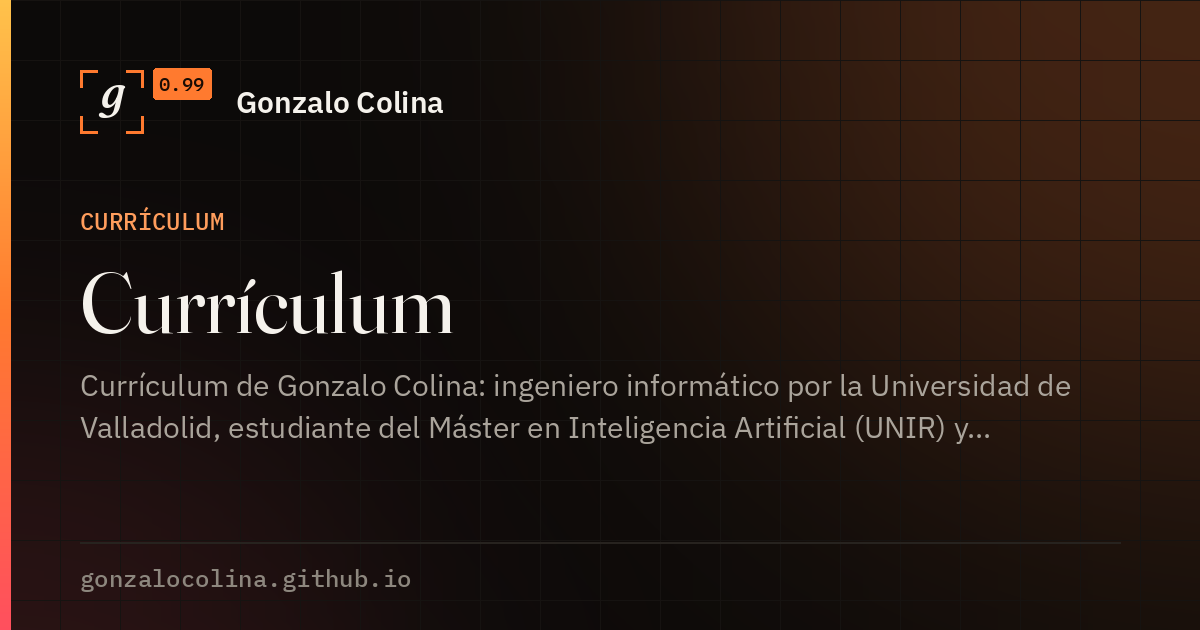 g
0.99
Gonzalo Colina
CURRÍCULUM
Currículum
Currículum de Gonzalo Colina: ingeniero informático por la Universidad de
Valladolid, estudiante del Máster en Inteligencia Artificial (UNIR) y...
gonzalocolina.github.io